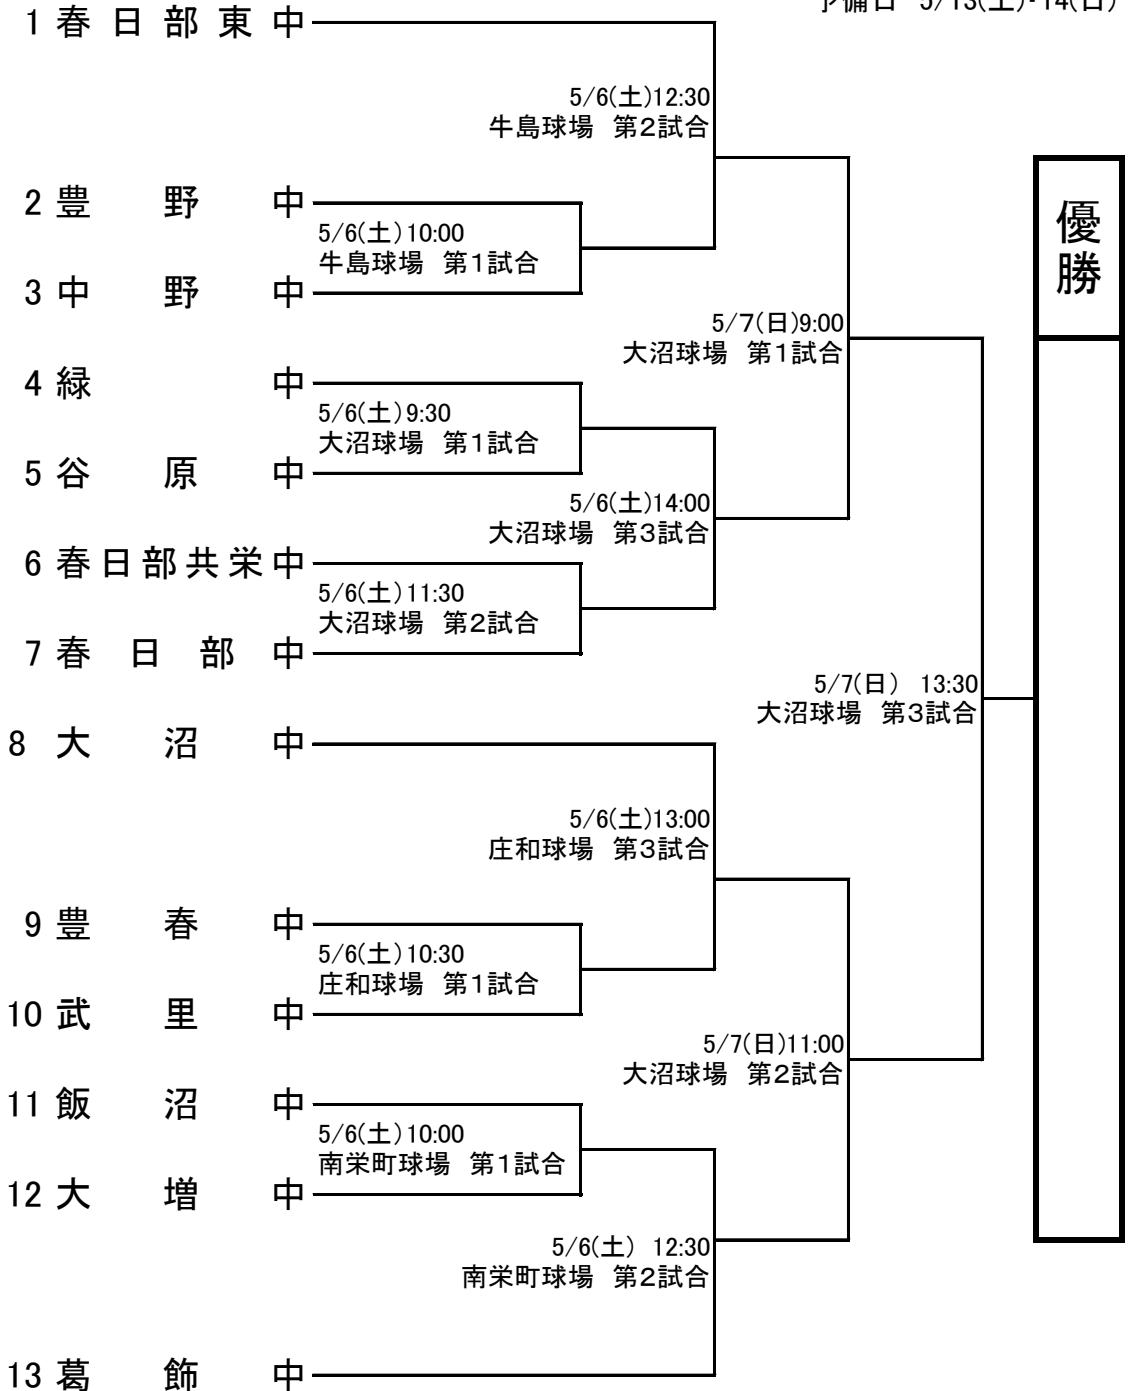 予備日 5/13(土)・14(日)
1 春日部東中
5/6(土)12:30
牛島球場 第2試合
2 豊野中
5/6(土)10:00
牛島球場 第1試合
3 中野中
優勝
5/7(日)9:00
大沼球場 第1試合
4 緑中
5/6(土)9:30
大沼球場 第1試合
5 谷原中
5/6(土)14:00
大沼球場 第3試合
6 春日部共栄中
5/6(土)11:30
大沼球場 第2試合
7 春日部中
5/7(日) 13:30
大沼球場 第3試合
8 大沼中
5/6(土)13:00
庄和球場 第3試合
9 豊春中
5/6(土)10:30
庄和球場 第1試合
10 武里中
5/7(日)11:00
大沼球場 第2試合
11 飯沼中
5/6(土)10:00
南栄町球場 第1試合
12 大増中
5/6(土) 12:30
南栄町球場 第2試合
13 葛飾中